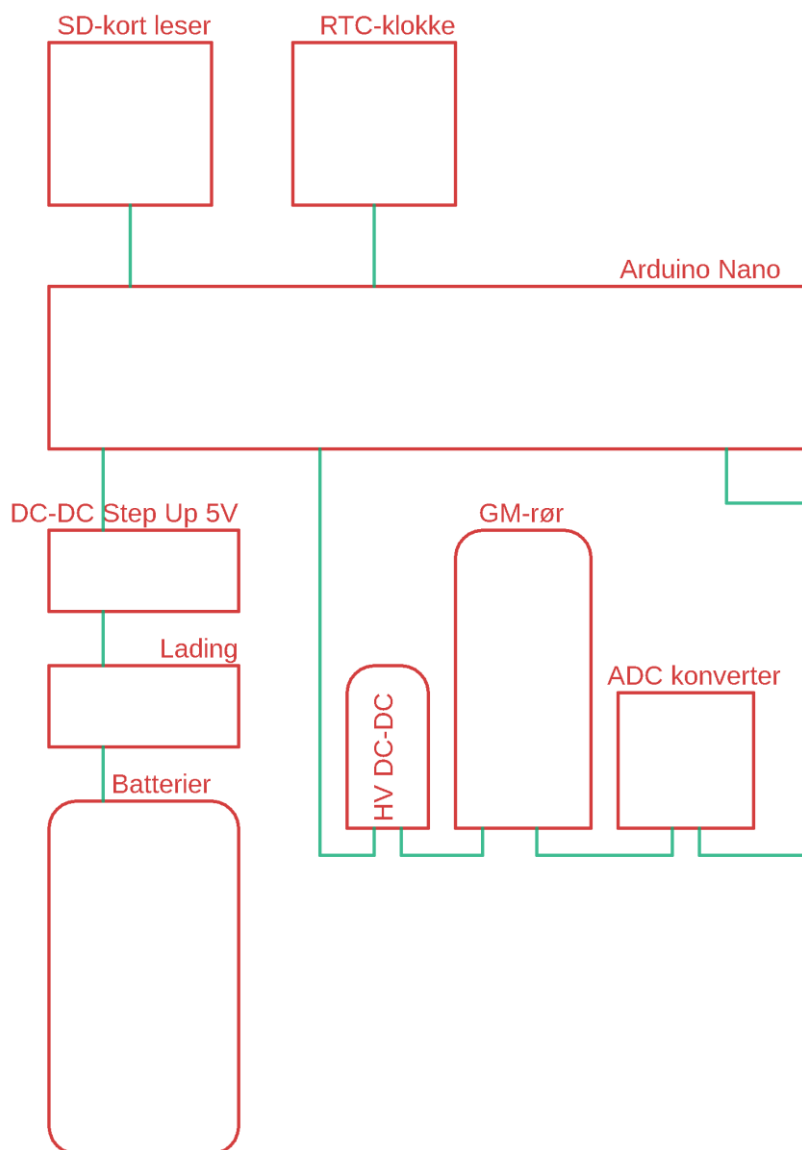 SD-kort leser
RTC-klokke
Arduino Nano
DC-DC Step Up 5V
GM-rør
Lading
ADC konverter
HV DC-DC
Batterier